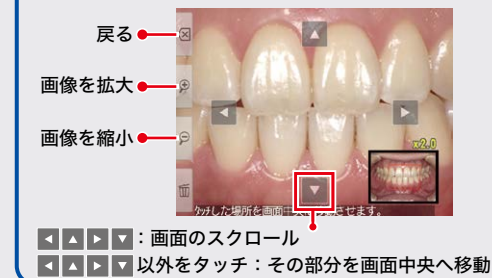 戻る
画像を拡大
画像を縮小
x2.0
タッチした場所を画面中央に移動させます。
◀ ▲ ▶ ▼：画面のスクロール
◀ ▲ ▶ ▼ 以外をタッチ：その部分を画面中央へ移動